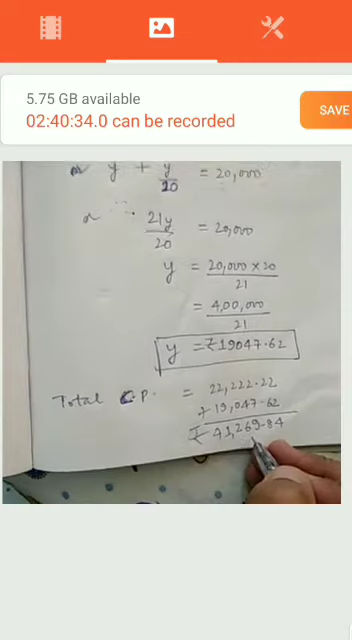 5.75 GB available
02:40:34.0 can be recorded
SAVE
y + y/20 = 20,000
21y/20 = 20,000
y = 20,000 × 20/21
= 4,00,000/21
y = ₹19047.62
Total C.P. = 22,222.22
+ 19,047.62
₹ 41,269.84